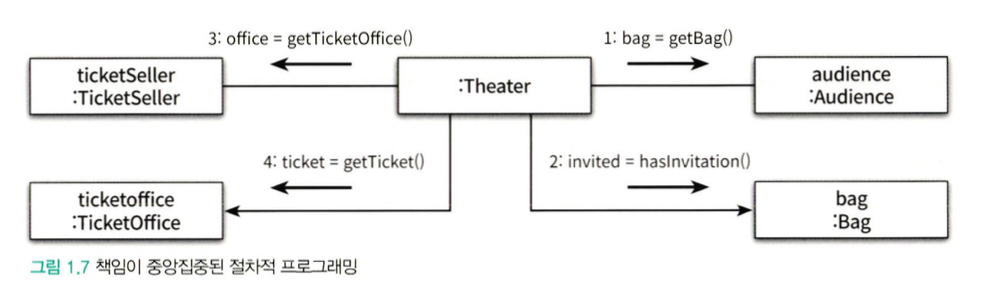 3: office = getTicketOffice()
1: bag = getBag()
ticketSeller
:TicketSeller
:Theater
audience
:Audience
4: ticket = getTicket()
2: invited = hasInvitation()
ticketoffice
:TicketOffice
bag
:Bag
그림 1.7 책임이 중앙집중된 절차적 프로그래밍